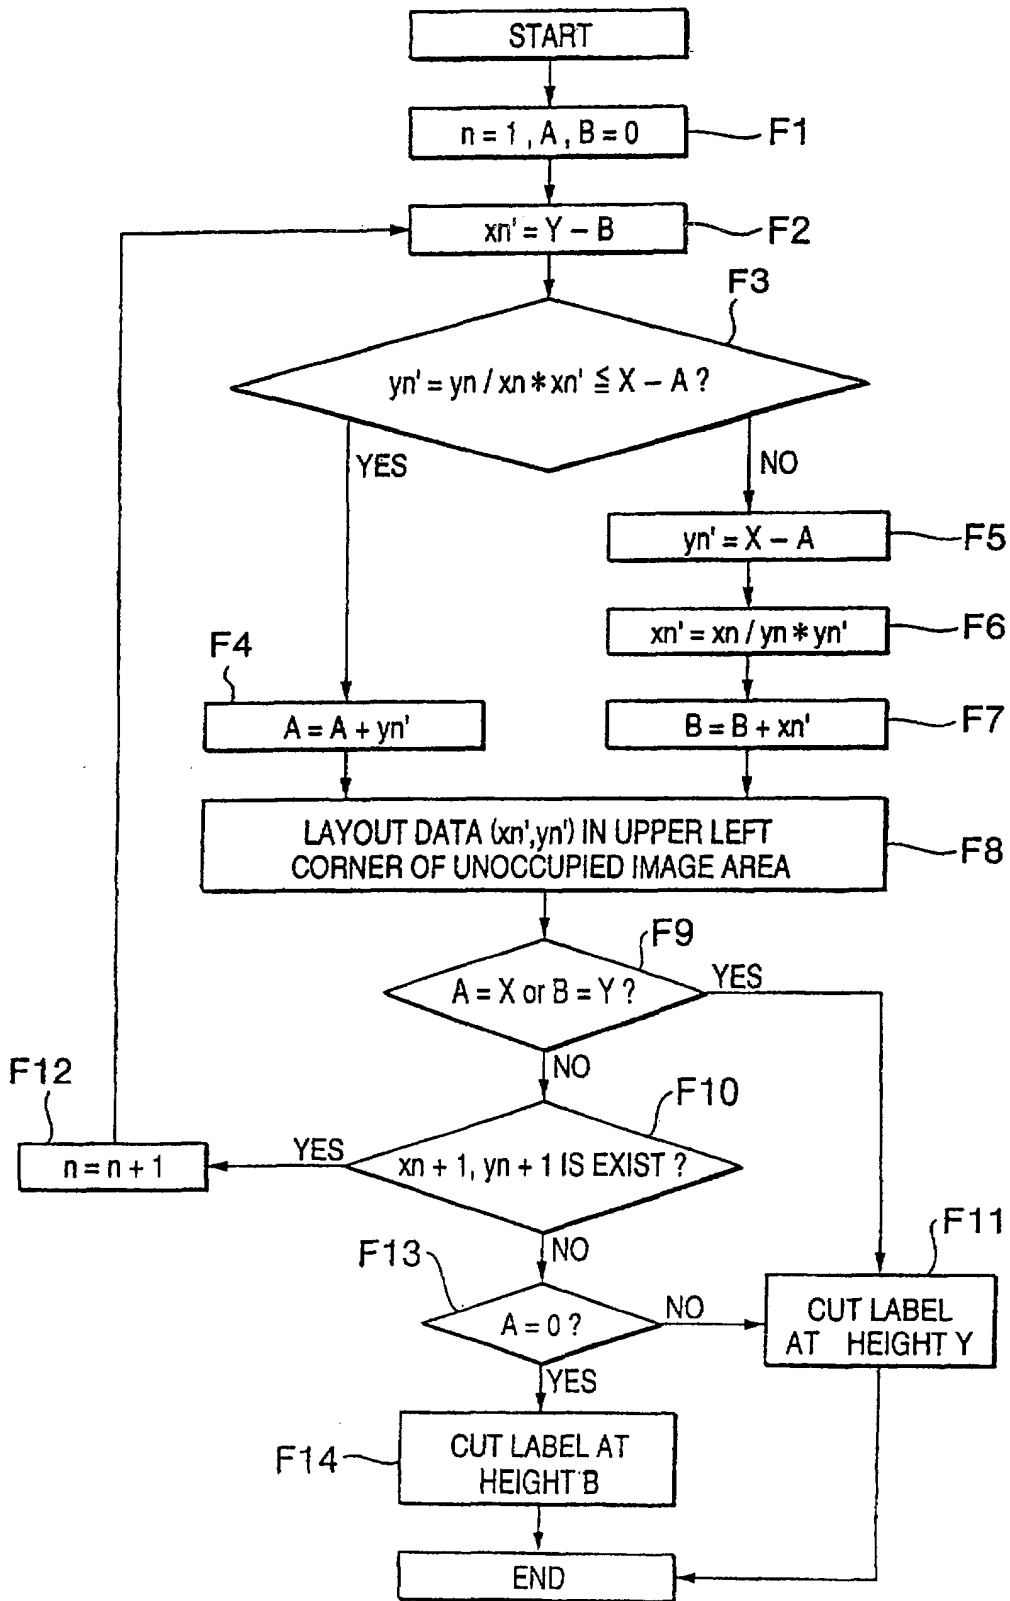 START
n = 1 , A , B = 0
F1
xn' = Y – B
F2
F3
yn' = yn / xn * xn' ≦ X – A ?
YES
NO
yn' = X – A
F5
xn' = xn / yn * yn'
F6
F4
A = A + yn'
B = B + xn'
F7
LAYOUT DATA (xn',yn') IN UPPER LEFT
CORNER OF UNOCCUPIED IMAGE AREA
F8
F9
A = X or B = Y ?
YES
NO
F12
F10
n = n + 1
YES
xn + 1, yn + 1 IS EXIST ?
NO
F13
F11
A = 0 ?
NO
CUT LABEL
AT HEIGHT Y
YES
F14
CUT LABEL AT
HEIGHT B
END